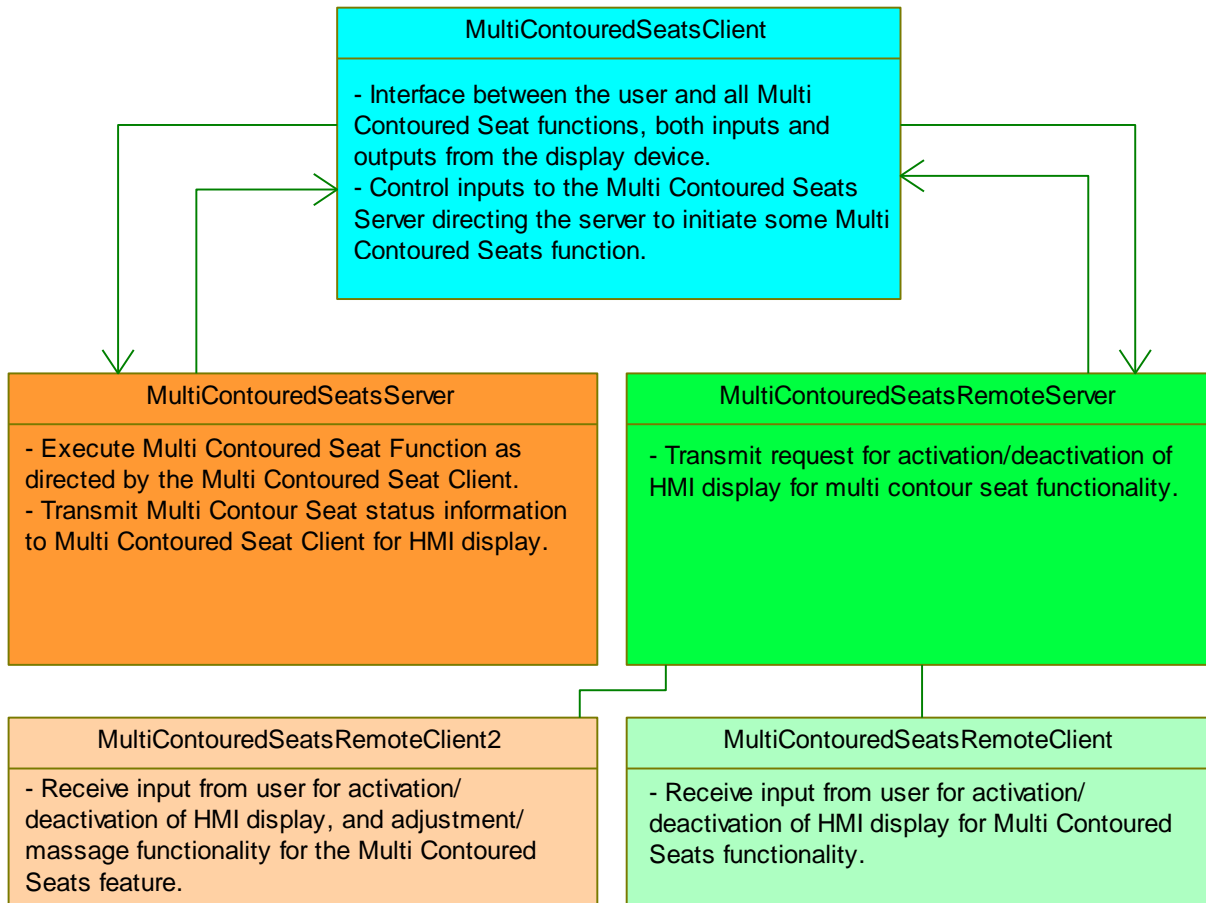 MultiContouredSeatsClient
- Interface between the user and all Multi
Contoured Seat functions, both inputs and
outputs from the display device.
- Control inputs to the Multi Contoured Seats
Server directing the server to initiate some Multi
Contoured Seats function.
MultiContouredSeatsServer
- Execute Multi Contoured Seat Function as
directed by the Multi Contoured Seat Client.
- Transmit Multi Contour Seat status information
to Multi Contoured Seat Client for HMI display.
MultiContouredSeatsRemoteServer
- Transmit request for activation/deactivation of
HMI display for multi contour seat functionality.
MultiContouredSeatsRemoteClient2
- Receive input from user for activation/
deactivation of HMI display, and adjustment/
massage functionality for the Multi Contoured
Seats feature.
MultiContouredSeatsRemoteClient
- Receive input from user for activation/
deactivation of HMI display for Multi Contoured
Seats functionality.